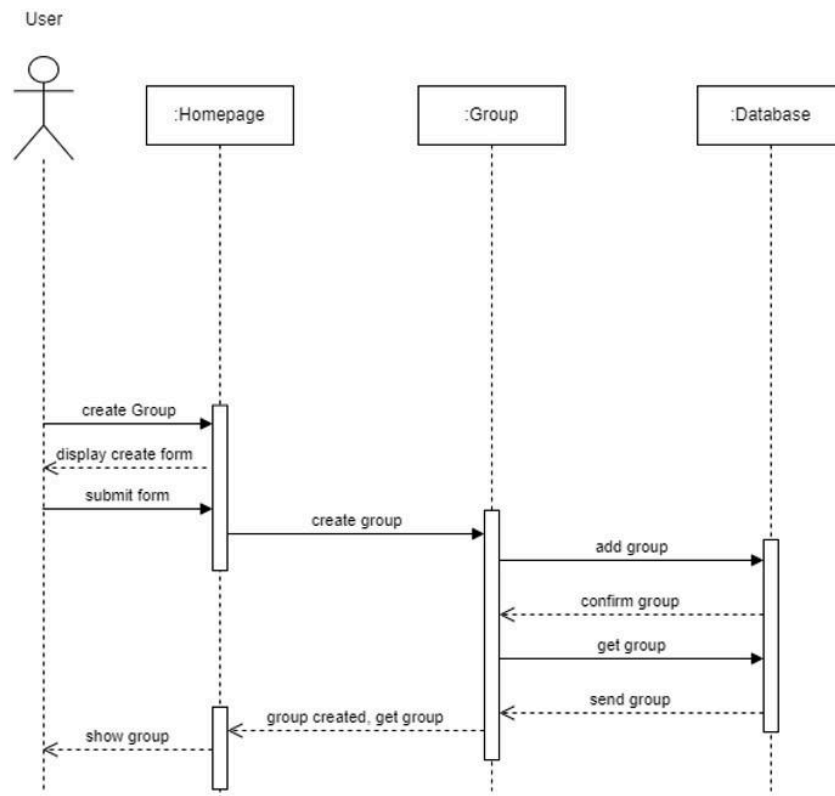 User
:Homepage
:Group
:Database
create Group
display create form
submit form
create group
add group
confirm group
get group
send group
group created, get group
show group